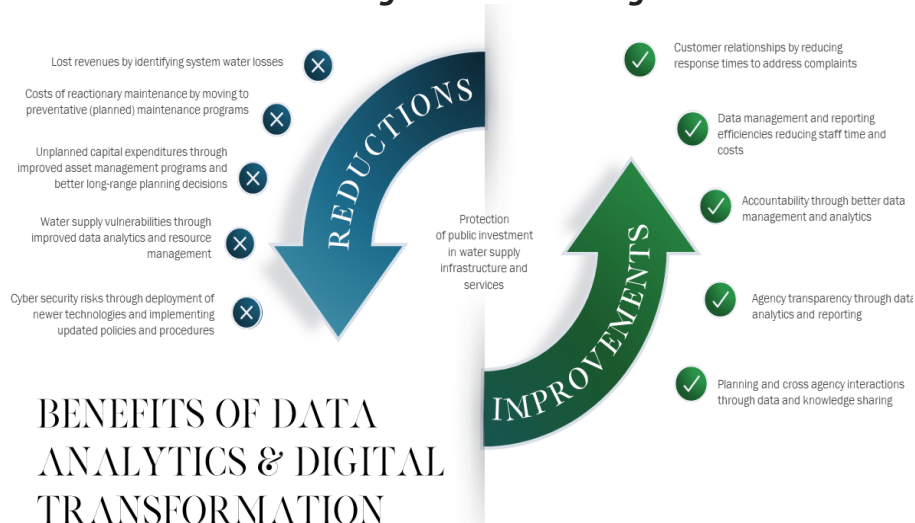 Lost revenues by identifying system water losses
Costs of reactionary maintenance by moving to
preventative (planned) maintenance programs
Unplanned capital expenditures through
improved asset management programs and
better long-range planning decisions
Water supply vulnerabilities through
improved data analytics and resource
management
Cyber security risks through deployment of
newer technologies and implementing
updated policies and procedures
REDUCTIONS
Protection
of public investment
in water supply
infrastructure and
services
IMPROVEMENTS
Customer relationships by reducing
response times to address complaints
Data management and reporting
efficiencies reducing staff time and
costs
Accountability through better data
management and analytics
Agency transparency through data
analytics and reporting
Planning and cross agency interactions
through data and knowledge sharing
BENEFITS OF DATA
ANALYTICS & DIGITAL
TRANSFORMATION